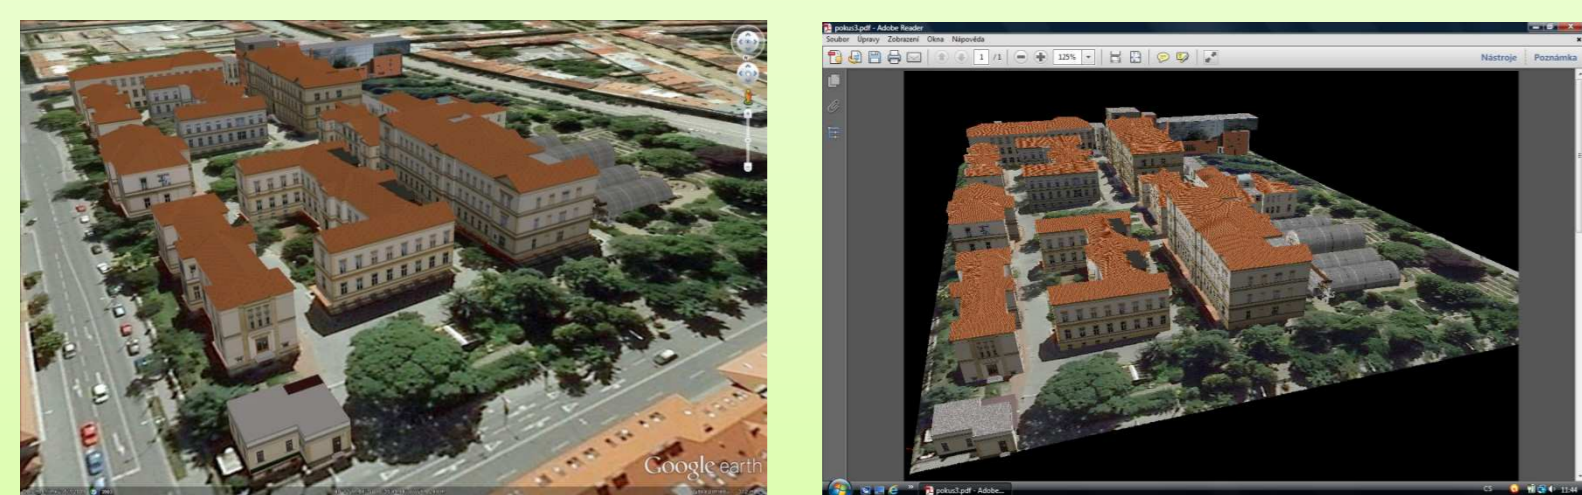 Google earth
pokus3.pdf - Adobe Reader
Soubor Úpravy Zobrazení Okna Nápověda
1 / 1 125% Nástroje Poznámka
pokus3.pdf - Adobe... CS 11:44